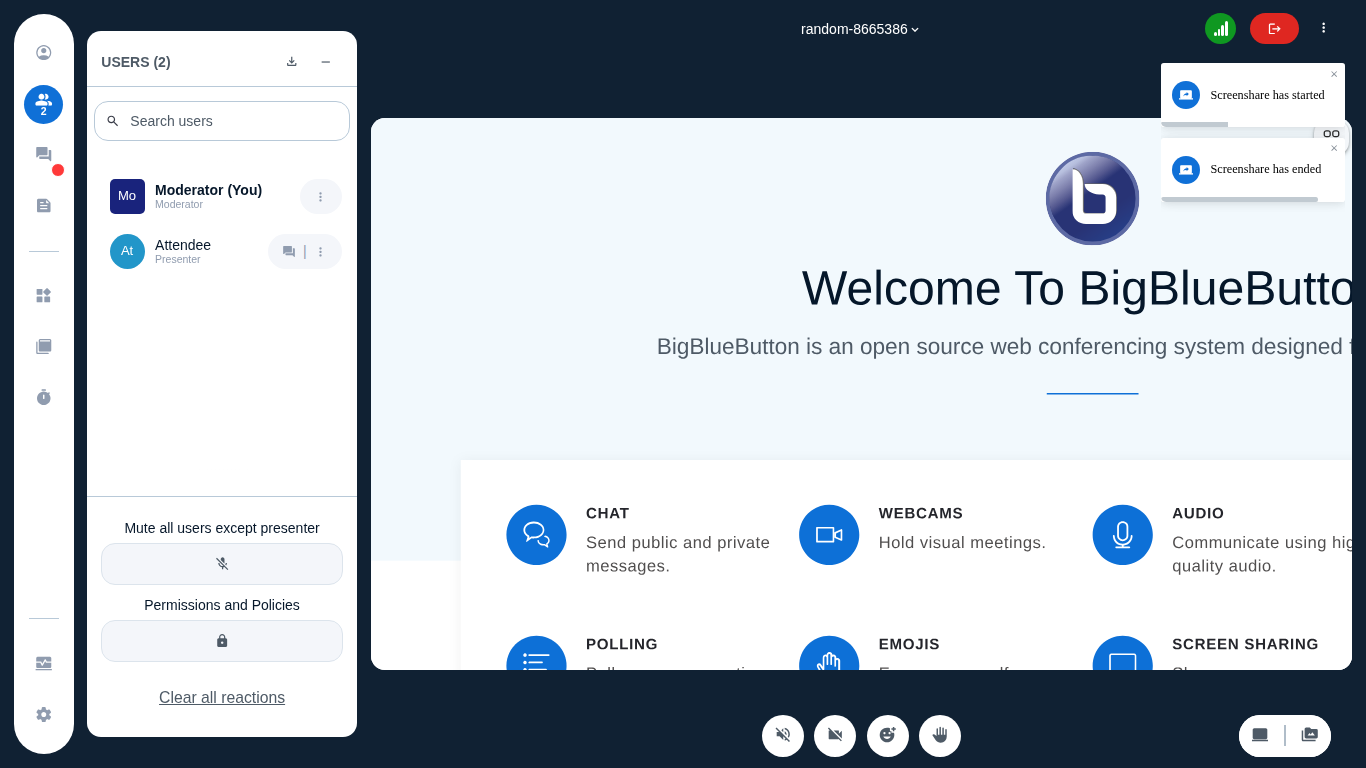 random-8665386
2
USERS (2)
Search users
Mo
Moderator (You)
Moderator
At
Attendee
Presenter
Mute all users except presenter
Permissions and Policies
Clear all reactions
Screenshare has started
Screenshare has ended
Welcome To BigBlueButto
BigBlueButton is an open source web conferencing system designed f
CHAT
Send public and private
messages.
WEBCAMS
Hold visual meetings.
AUDIO
Communicate using hig
quality audio.
POLLING
EMOJIS
SCREEN SHARING